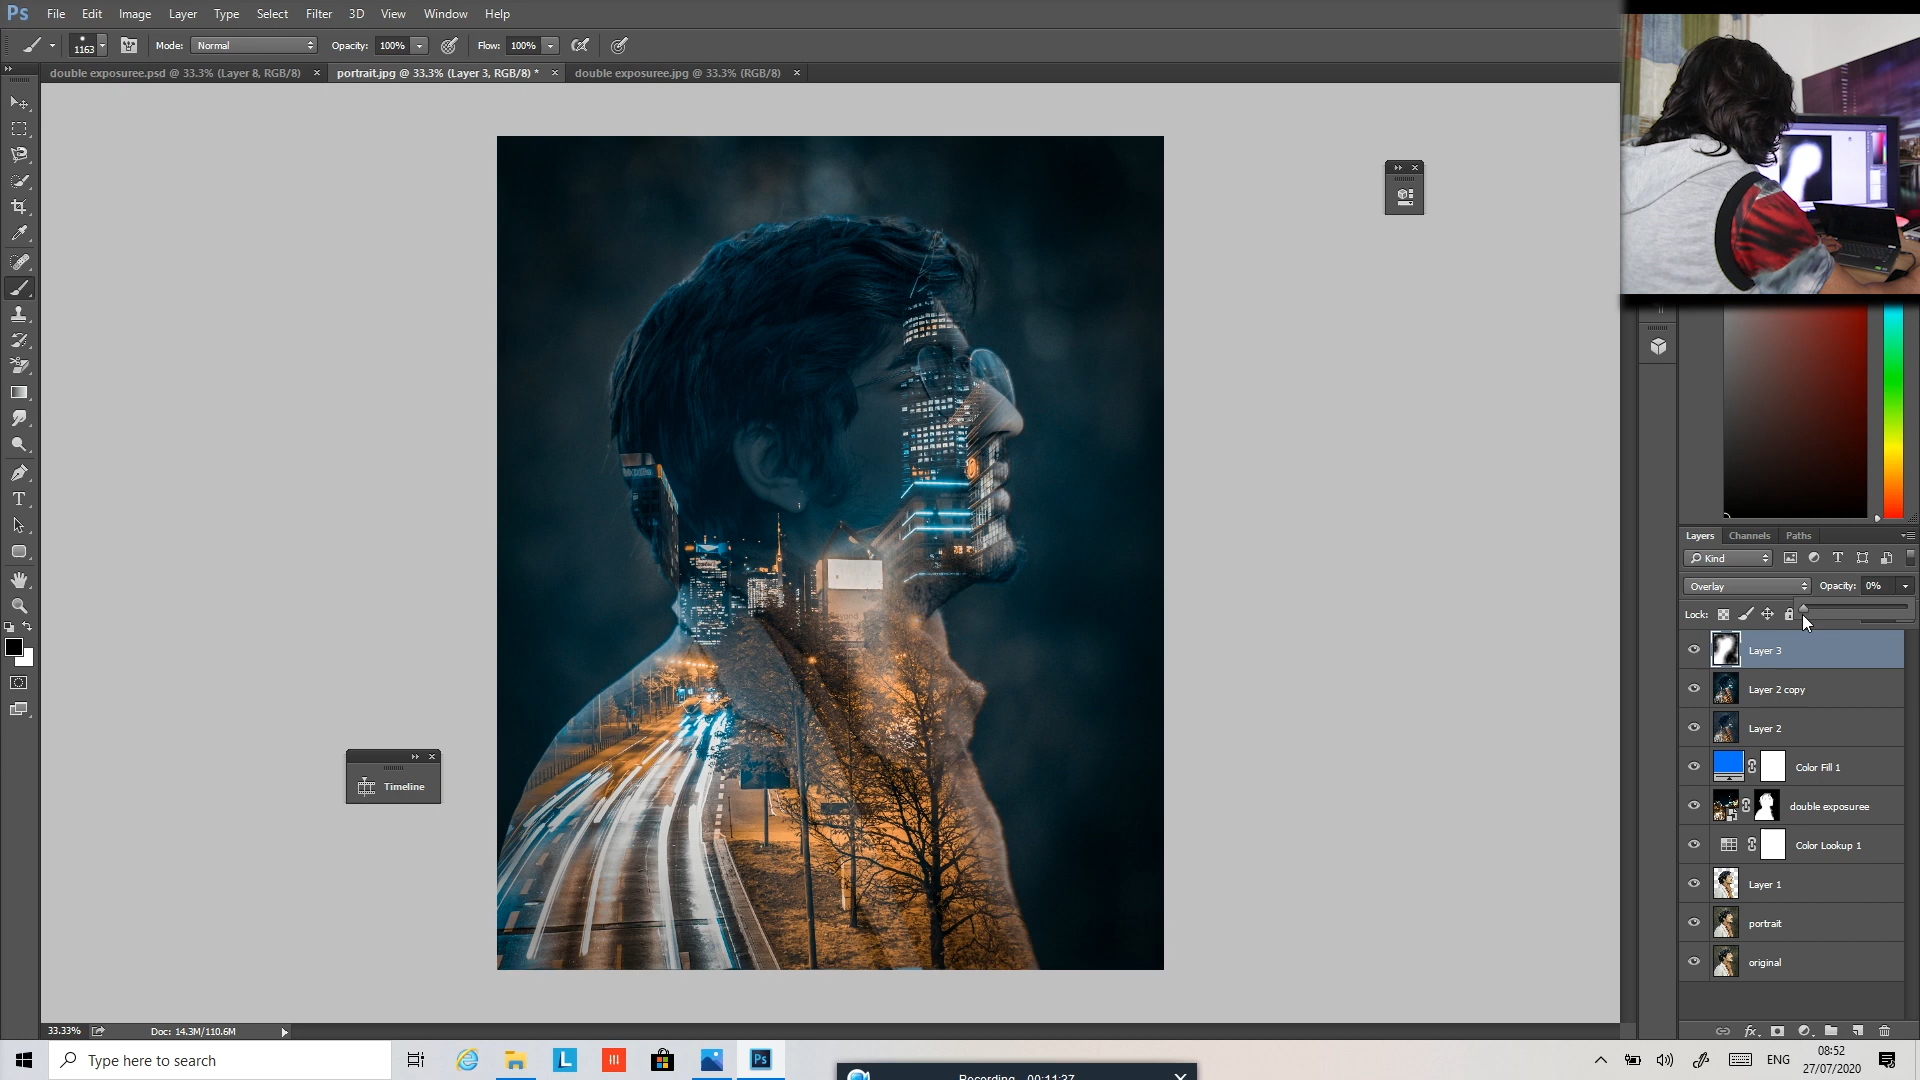 Ps File Edit Image Layer Type Select Filter 3D View Window Help
1163 Mode: Normal Opacity: 100% Flow: 100%
double exposuree.psd @ 33.3% (Layer 8, RGB/8) × portrait.jpg @ 33.3% (Layer 3, RGB/8) * × double exposuree.jpg @ 33.3% (RGB/8) ×
Layers Channels Paths
Kind
Overlay Opacity: 0%
Lock:
Layer 3
Layer 2 copy
Layer 2
Color Fill 1
double exposuree
Color Lookup 1
Layer 1
portrait
original
Timeline
33.33% Doc: 14.3M/110.6M
Type here to search
L
Ps
Recording 00:11:27
ENG
08:52
27/07/2020